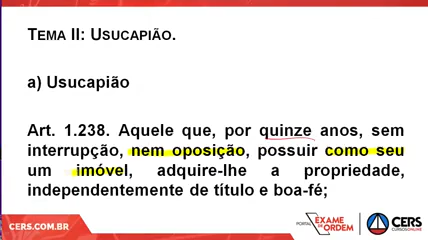 TEMA II: USUCAPIÃO.
a) Usucapião
Art. 1.238. Aquele que, por quinze anos, sem
interrupção, nem oposição, possuir como seu
um imóvel, adquire-lhe a propriedade,
independentemente de título e boa-fé;
CERS.COM.BR
PORTAL EXAME DE ORDEM
CERS
CURSOS ONLINE